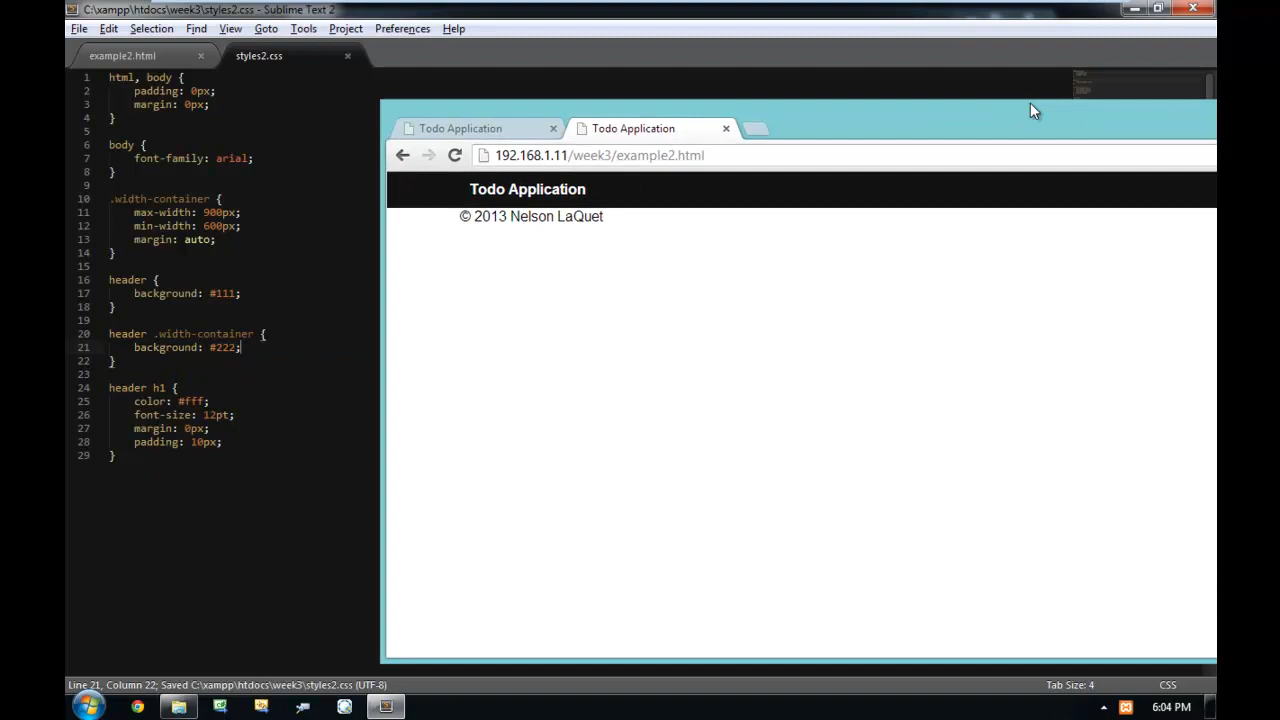 C:\xampp\htdocs\week3\styles2.css - Sublime Text 2
File Edit Selection Find View Goto Tools Project Preferences Help
example2.html × styles2.css ×
1 html, body {
2 padding: 0px;
3 margin: 0px;
4 }
5
6 body {
7 font-family: arial;
8 }
9
10 .width-container {
11 max-width: 900px;
12 min-width: 600px;
13 margin: auto;
14 }
15
16 header {
17 background: #111;
18 }
19
20 header .width-container {
21 background: #222;
22 }
23
24 header h1 {
25 color: #fff;
26 font-size: 12pt;
27 margin: 0px;
28 padding: 10px;
29 }
Todo Application × Todo Application ×
192.168.1.11/week3/example2.html
Todo Application
© 2013 Nelson LaQuet
Line 21, Column 22; Saved C:\xampp\htdocs\week3\styles2.css (UTF-8) Tab Size: 4 CSS
6:04 PM